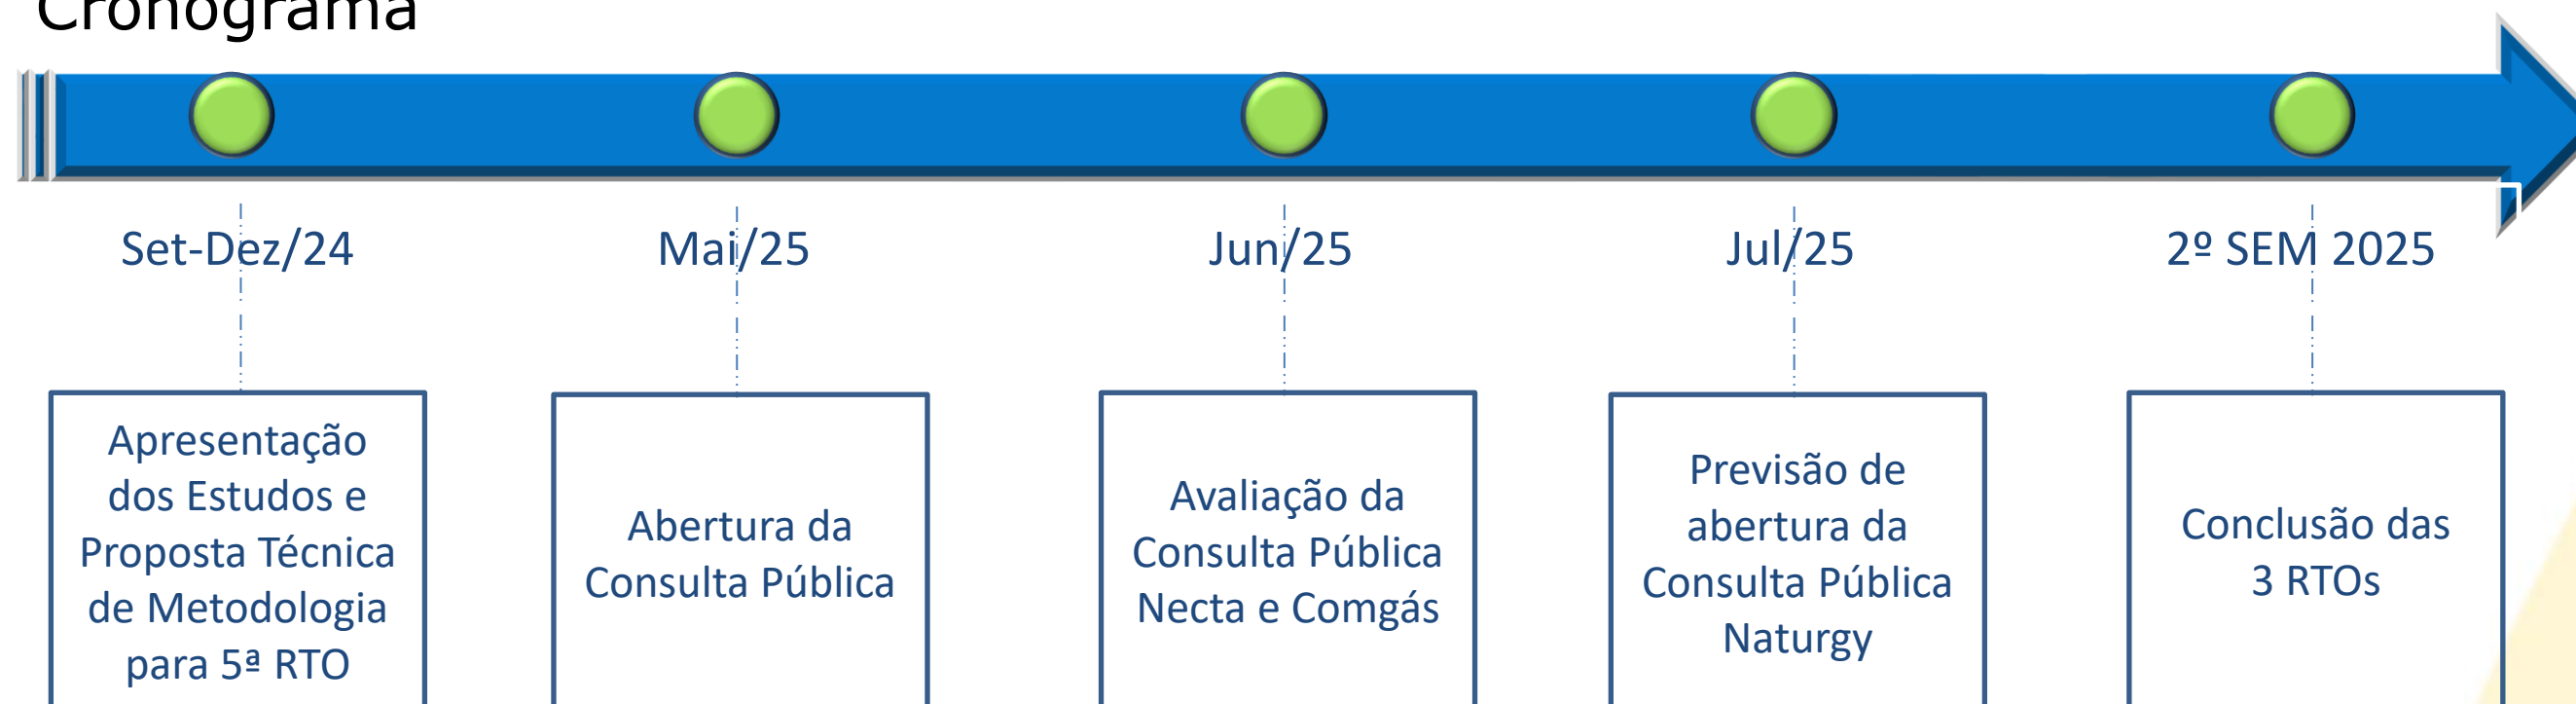 Cronograma
Set-Dez/24
Mai/25
Jun/25
Jul/25
2º SEM 2025
Apresentação
dos Estudos e
Proposta Técnica
de Metodologia
para 5ª RTO
Abertura da
Consulta Pública
Avaliação da
Consulta Pública
Necta e Comgás
Previsão de
abertura da
Consulta Pública
Naturgy
Conclusão das
3 RTOs